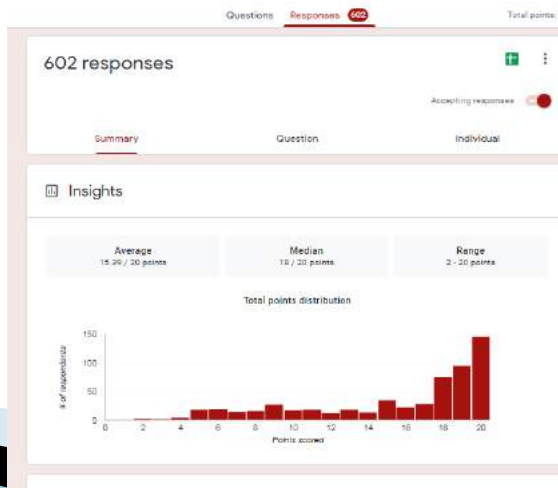 Questions Responses 602 Total points:
602 responses
Accepting responses
Summary Question Individual
Insights
Average Median Range
15.39 / 20 points 18 / 20 points 2 - 20 points
Total points distribution
# of respondents
150
100
50
0
0 2 4 6 8 10 12 14 16 18 20
Points scored